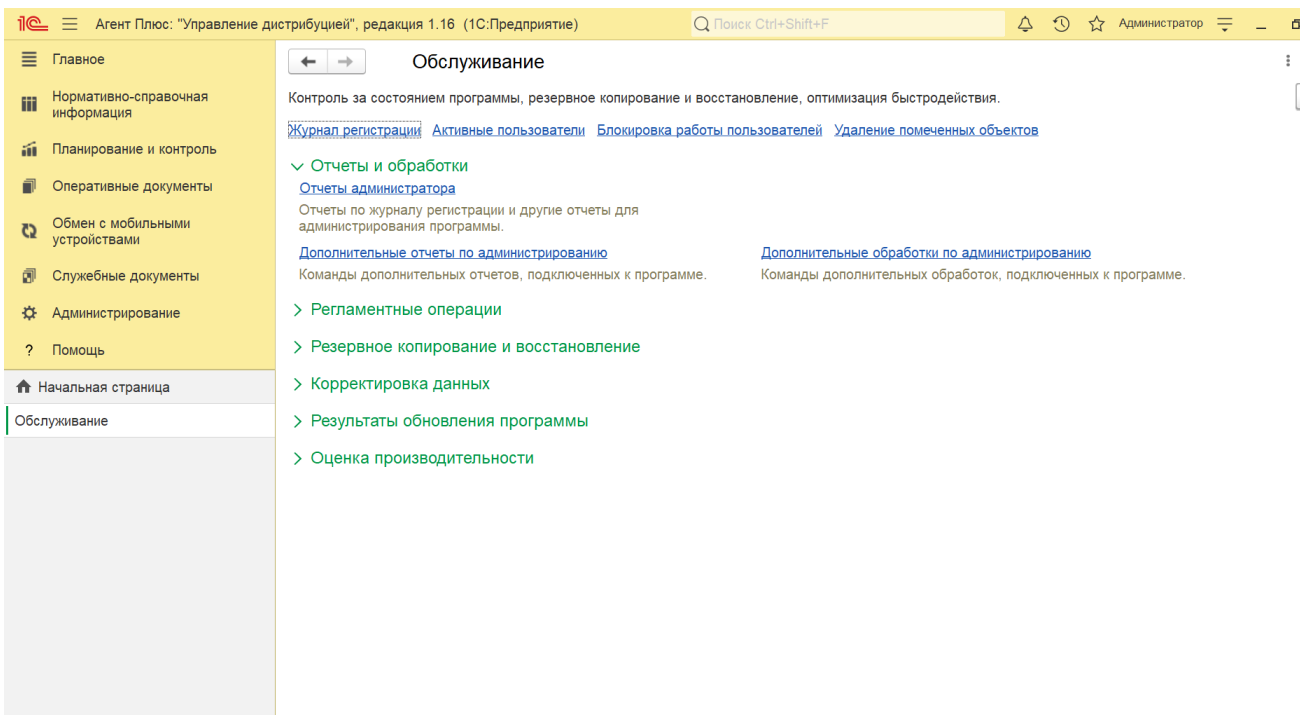 1С Агент Плюс: "Управление дистрибуцией", редакция 1.16 (1С:Предприятие) Поиск Ctrl+Shift+F Администратор
Главное
Нормативно-справочная
информация
Планирование и контроль
Оперативные документы
Обмен с мобильными
устройствами
Служебные документы
Администрирование
? Помощь
Начальная страница
Обслуживание
Обслуживание
Контроль за состоянием программы, резервное копирование и восстановление, оптимизация быстродействия.
Журнал регистрации Активные пользователи Блокировка работы пользователей Удаление помеченных объектов
Отчеты и обработки
Отчеты администратора
Отчеты по журналу регистрации и другие отчеты для
администрирования программы.
Дополнительные отчеты по администрированию Дополнительные обработки по администрированию
Команды дополнительных отчетов, подключенных к программе. Команды дополнительных обработок, подключенных к программе.
Регламентные операции
Резервное копирование и восстановление
Корректировка данных
Результаты обновления программы
Оценка производительности